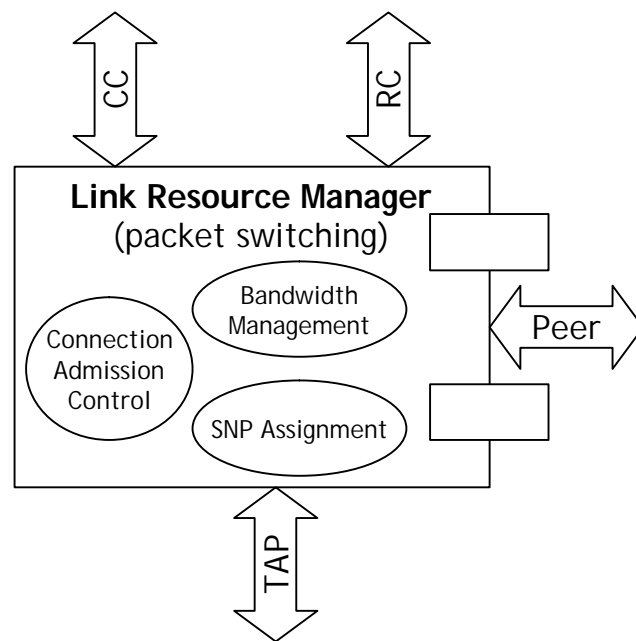 CC
RC
Link Resource Manager
(packet switching)
Bandwidth
Management
Connection
Admission
Control
Peer
SNP Assignment
TAP